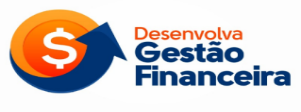 $
Desenvolva
Gestão
Financeira